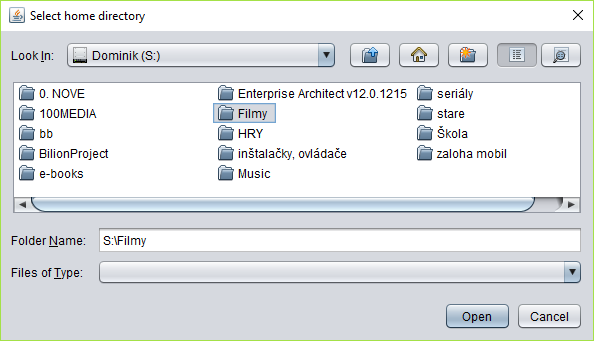 Select home directory
Look In: Dominik (S:)
0. NOVE
100MEDIA
bb
BilionProject
e-books
Enterprise Architect v12.0.1215
Filmy
HRY
inštalačky, ovládače
Music
seriály
stare
Škola
zaloha mobil
Folder Name: S:\Filmy
Files of Type:
Open Cancel